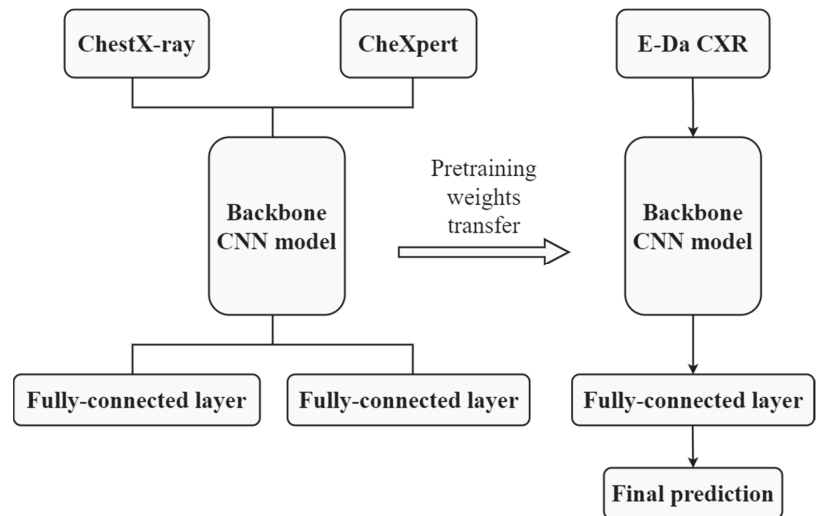 ChestX-ray
CheXpert
E-Da CXR
Backbone
CNN model
Pretraining
weights
transfer
Backbone
CNN model
Fully-connected layer
Fully-connected layer
Fully-connected layer
Final prediction